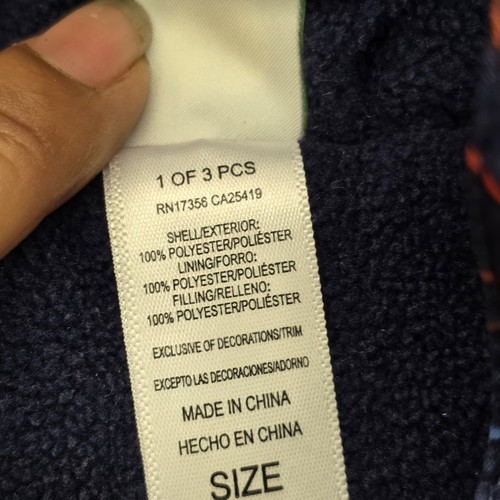 1 OF 3 PCS
RN17356 CA25419
SHELL/EXTERIOR:
100% POLYESTER/POLIÉSTER
LINING/FORRO:
100% POLYESTER/POLIÉSTER
FILLING/RELLENO:
100% POLYESTER/POLIÉSTER
EXCLUSIVE OF DECORATIONS/TRIM
EXCEPTO LAS DECORACIONES/ADORNO
MADE IN CHINA
HECHO EN CHINA
SIZE